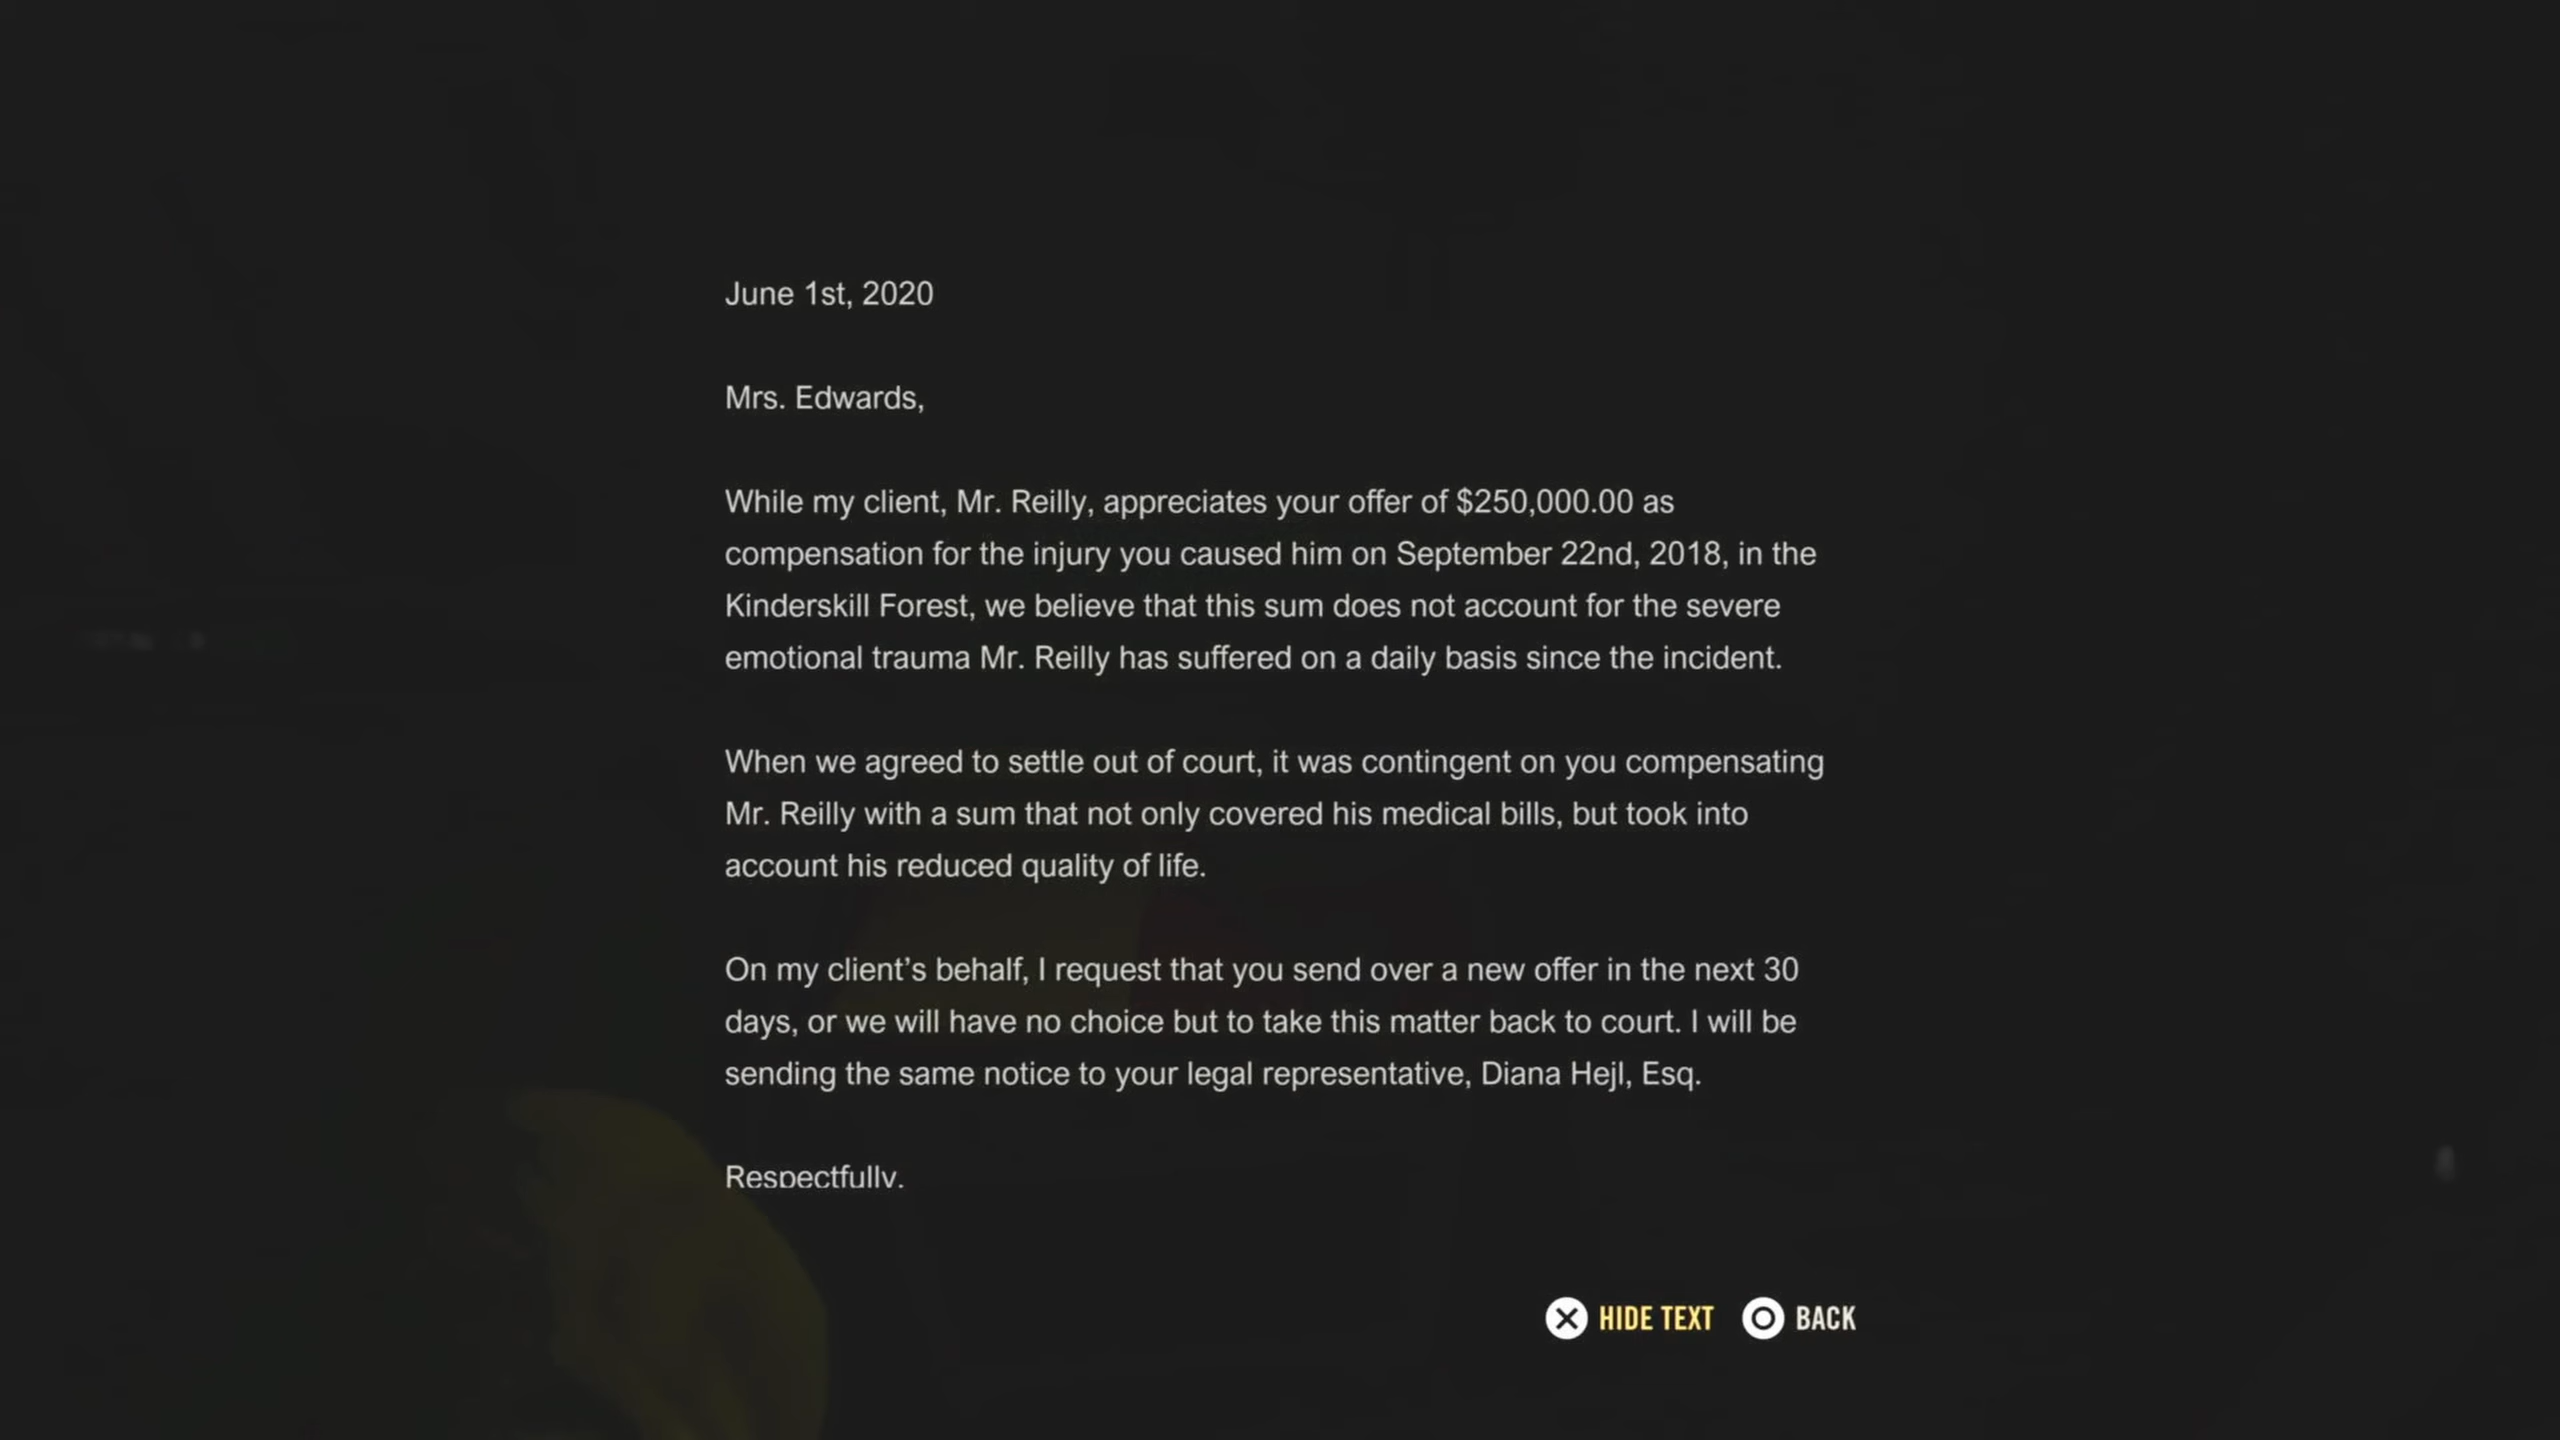 June 1st, 2020
Mrs. Edwards,
While my client, Mr. Reilly, appreciates your offer of $250,000.00 as
compensation for the injury you caused him on September 22nd, 2018, in the
Kinderskill Forest, we believe that this sum does not account for the severe
emotional trauma Mr. Reilly has suffered on a daily basis since the incident.
When we agreed to settle out of court, it was contingent on you compensating
Mr. Reilly with a sum that not only covered his medical bills, but took into
account his reduced quality of life.
On my client’s behalf, I request that you send over a new offer in the next 30
days, or we will have no choice but to take this matter back to court. I will be
sending the same notice to your legal representative, Diana Hejl, Esq.
Respectfully,
HIDE TEXT BACK